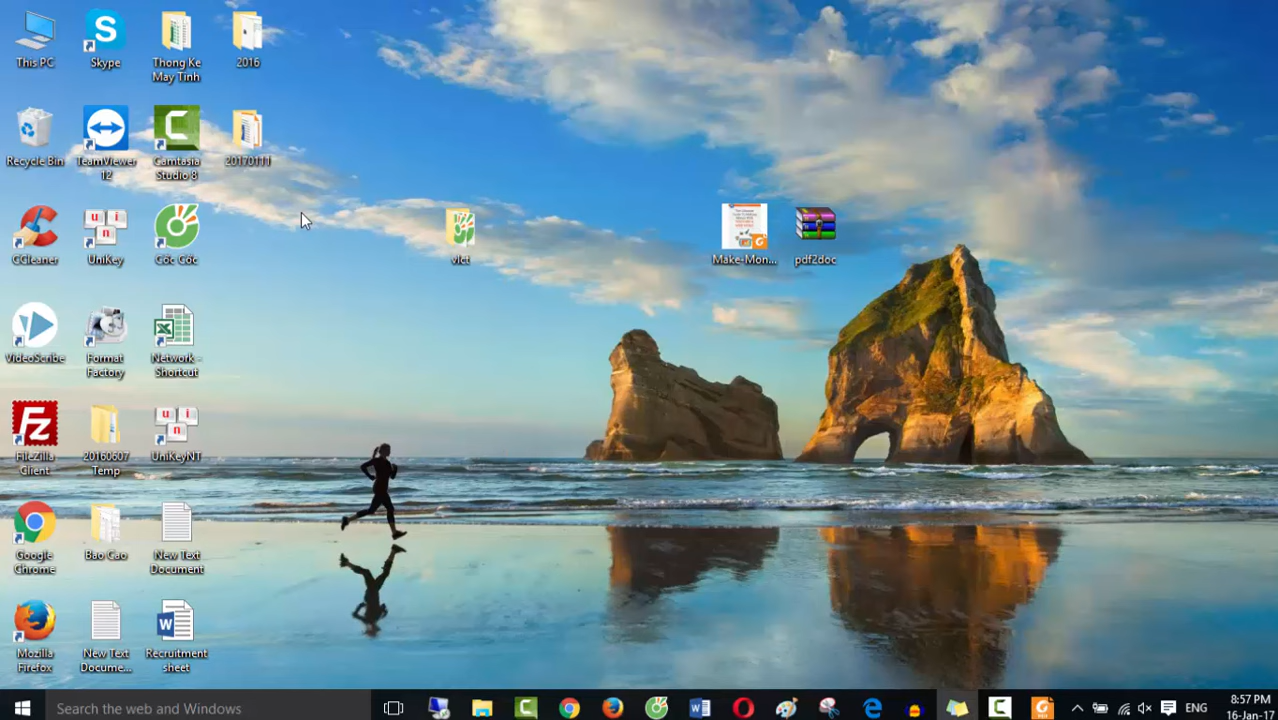 This PC
Skype
Thong Ke
May Tinh
2016
Recycle Bin
TeamViewer
12
Camtasia
Studio 8
20170111
CCleaner
UniKey
Cốc Cốc
vlet
Make-Mon...
pdf2doc
VideoScribe
Format
Factory
Network -
Shortcut
FileZilla
Client
20160607
Temp
UniKeyNT
Google
Chrome
Bao Cao
New Text
Document
Mozilla
Firefox
New Text
Docume...
Recruitment
sheet
Search the web and Windows
ENG
8:57 PM
16-Jan-17